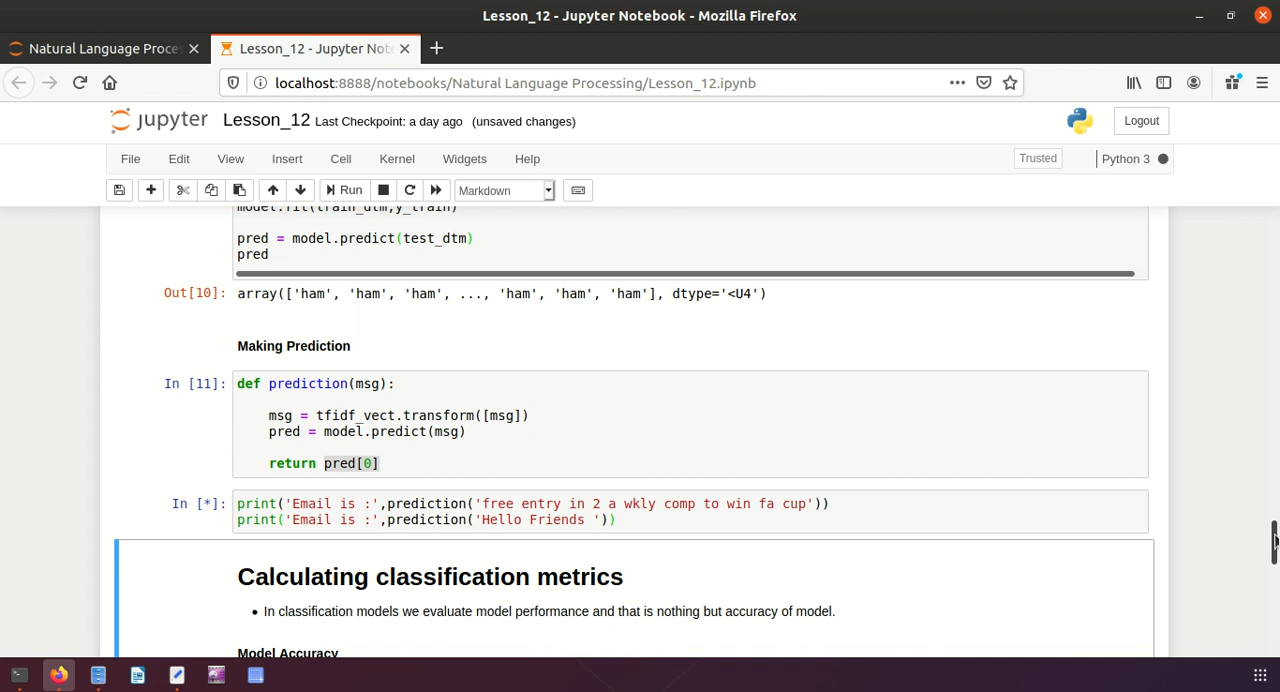 Lesson_12 - Jupyter Notebook - Mozilla Firefox
Natural Language Proces
Lesson_12 - Jupyter Note
localhost:8888/notebooks/Natural Language Processing/Lesson_12.ipynb
jupyter Lesson_12 Last Checkpoint: a day ago (unsaved changes)
Logout
File Edit View Insert Cell Kernel Widgets Help
Trusted
Python 3
Run
Markdown
model.fit(train_dtm,y_train)
pred = model.predict(test_dtm)
pred
Out[10]: array(['ham', 'ham', 'ham', ..., 'ham', 'ham', 'ham'], dtype='<U4')
Making Prediction
In [11]: def prediction(msg):
msg = tfidf_vect.transform([msg])
pred = model.predict(msg)
return pred[0]
In [*]: print('Email is :',prediction('free entry in 2 a wkly comp to win fa cup'))
print('Email is :',prediction('Hello Friends '))
Calculating classification metrics
• In classification models we evaluate model performance and that is nothing but accuracy of model.
Model Accuracy